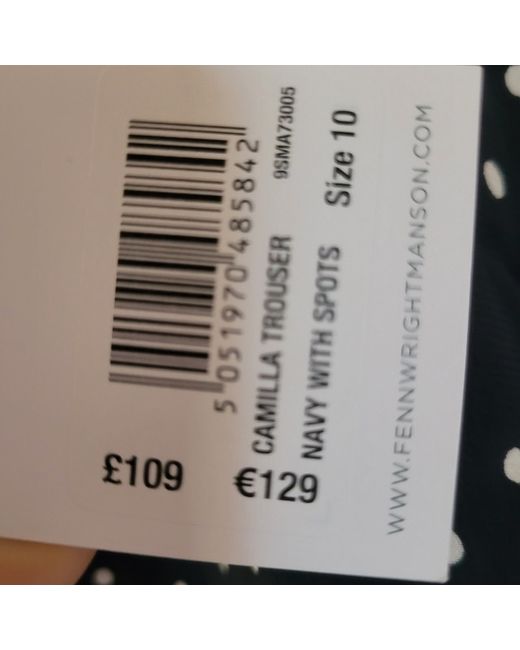 5 051970 485842
9SMA73005
CAMILLA TROUSER
NAVY WITH SPOTS
Size 10
£109
€129
WWW.FENNWRIGHTMANSON.COM